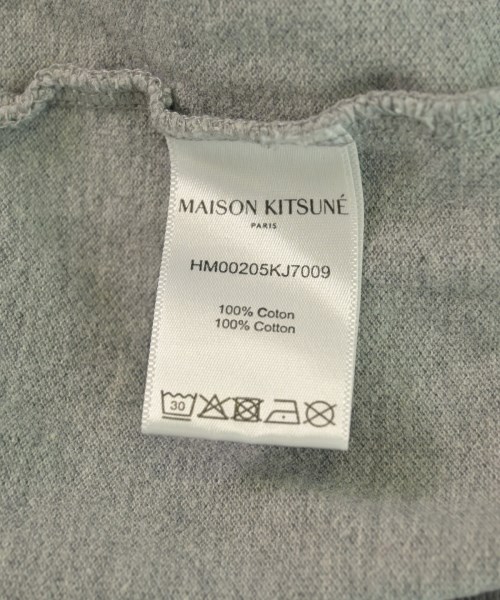 MAISON KITSUNÉ
PARIS
HM00205KJ7009
100% Coton
100% Cotton
30